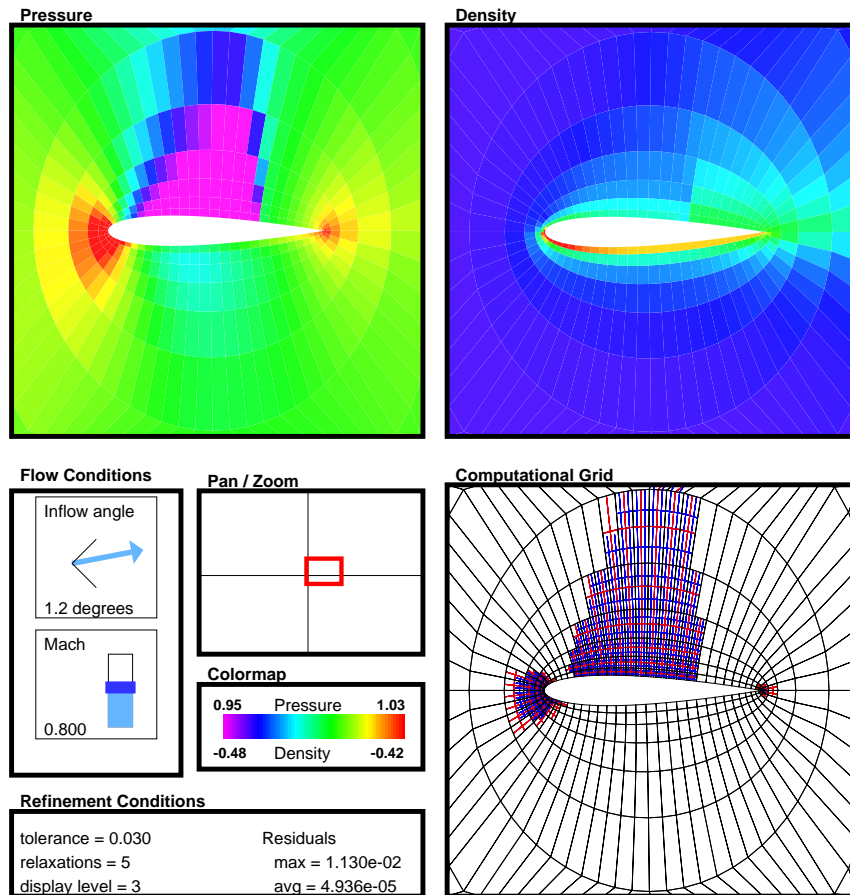 Pressure
Density
Flow Conditions
Inflow angle
1.2 degrees
Mach
0.800
Pan / Zoom
Colormap
0.95 Pressure 1.03
-0.48 Density -0.42
Computational Grid
Refinement Conditions
tolerance = 0.030
relaxations = 5
display level = 3
Residuals
max = 1.130e-02
avg = 4.936e-05